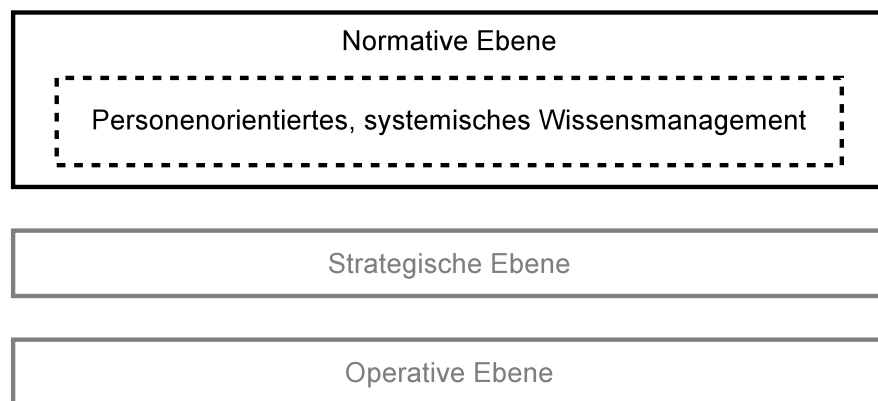 Normative Ebene
Personenorientiertes, systemisches Wissensmanagement
Strategische Ebene
Operative Ebene